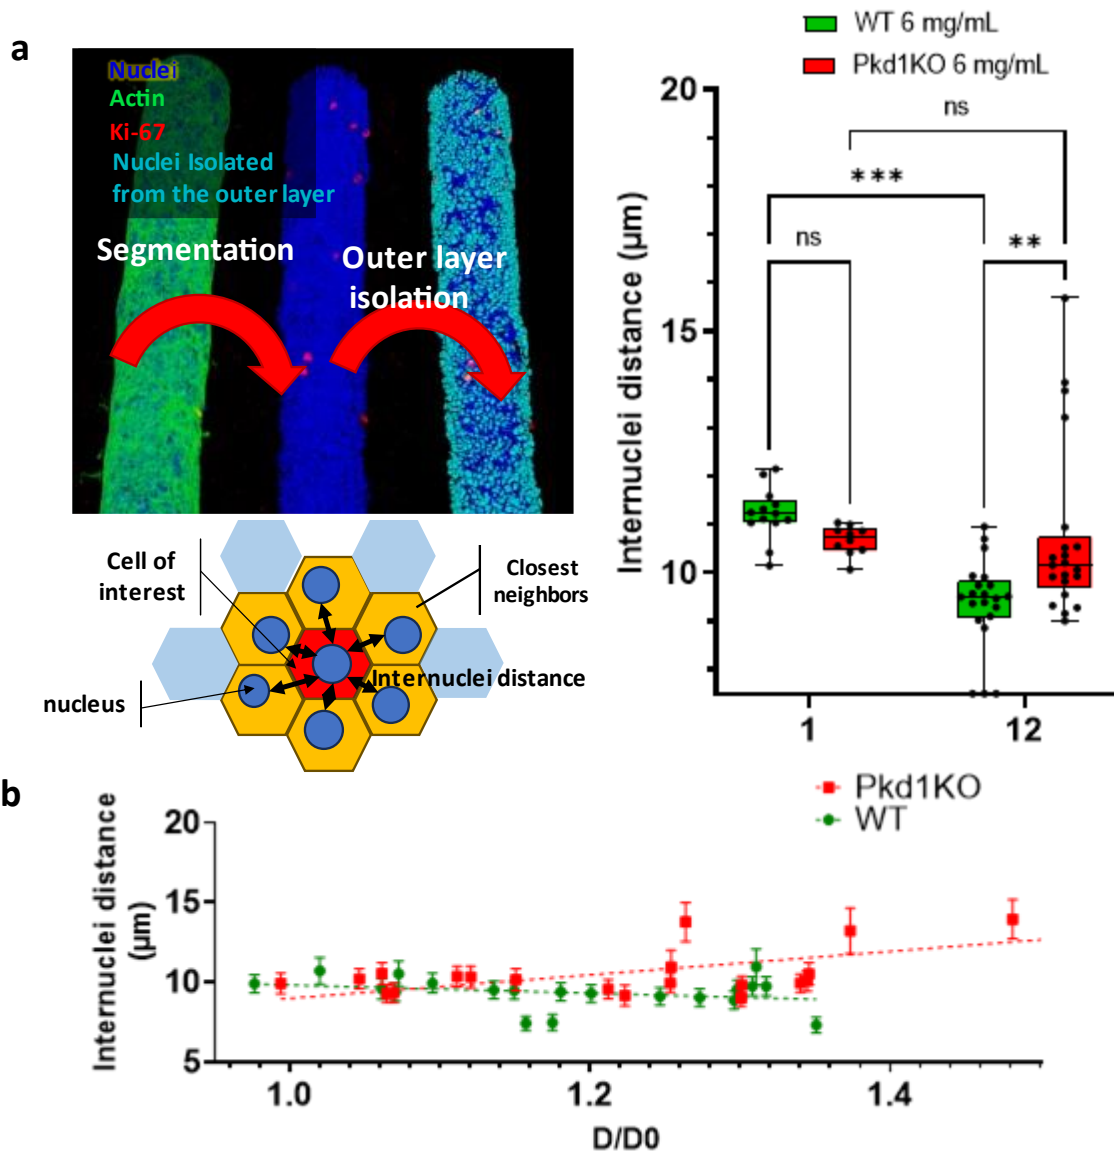 a
Nuclei
Actin
Ki-67
Nuclei Isolated
from the outer layer
Segmentation
Outer layer
isolation
Cell of
interest
Closest
neighbors
Internuclei distance
nucleus
WT 6 mg/mL
Pkd1KO 6 mg/mL
Internuclei distance (µm)
20
15
10
ns
***
ns
**
1
12
b
Pkd1KO
WT
Internuclei distance
(µm)
20
15
10
5
1.0
1.2
1.4
D/D0